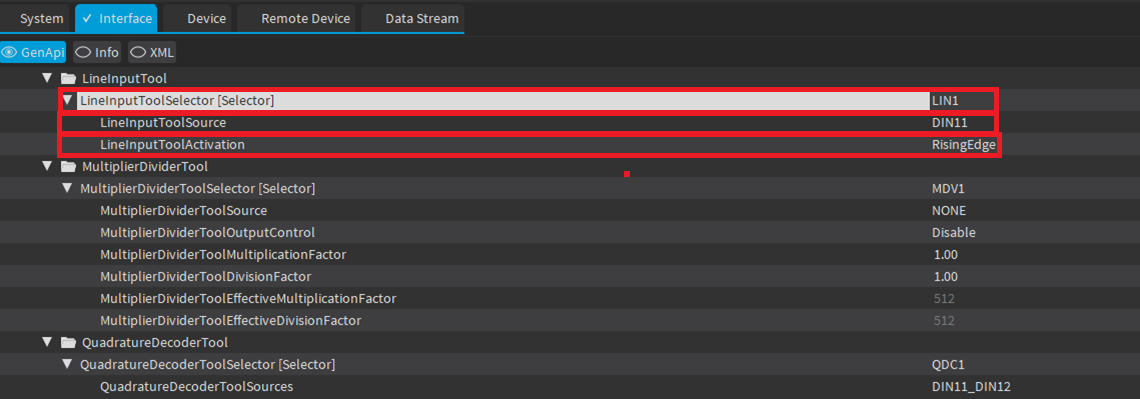 System Interface Device Remote Device Data Stream
GenApi Info XML
LineInputTool
LineInputToolSelector [Selector] LIN1
LineInputToolSource DIN11
LineInputToolActivation RisingEdge
MultiplierDividerTool
MultiplierDividerToolSelector [Selector] MDV1
MultiplierDividerToolSource NONE
MultiplierDividerToolOutputControl Disable
MultiplierDividerToolMultiplicationFactor 1.00
MultiplierDividerToolDivisionFactor 1.00
MultiplierDividerToolEffectiveMultiplicationFactor 512
MultiplierDividerToolEffectiveDivisionFactor 512
QuadratureDecoderTool
QuadratureDecoderToolSelector [Selector] QDC1
QuadratureDecoderToolSources DIN11_DIN12